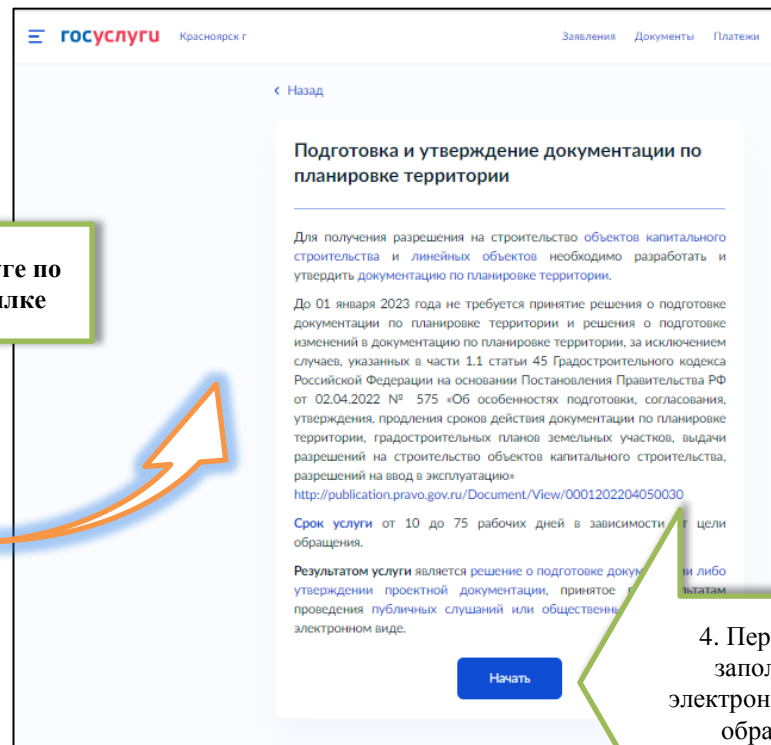 госуслуги Красноярск г Заявления Документы Платежи
Назад
Подготовка и утверждение документации по
планировке территории
Для получения разрешения на строительство объектов капитального
строительства и линейных объектов необходимо разработать и
утвердить документацию по планировке территории.
До 01 января 2023 года не требуется принятие решения о подготовке
документации по планировке территории и решения о подготовке
изменений в документацию по планировке территории, за исключением
случаев, указанных в части 1.1 статьи 45 Градостроительного кодекса
Российской Федерации на основании Постановления Правительства РФ
от 02.04.2022 № 575 «Об особенностях подготовки, согласования,
утверждения, продления сроков действия документации по планировке
территории, градостроительных планов земельных участков, выдачи
разрешений на строительство объектов капитального строительства,
разрешений на ввод в эксплуатацию»
http://publication.pravo.gov.ru/Document/View/0001202204050030
Срок услуги от 10 до 75 рабочих дней в зависимости от цели
обращения.
Результатом услуги является решение о подготовке либо
утверждении проектной документации, принятое
проведения публичных слушаний или
электронном виде.
Начать
по
4.